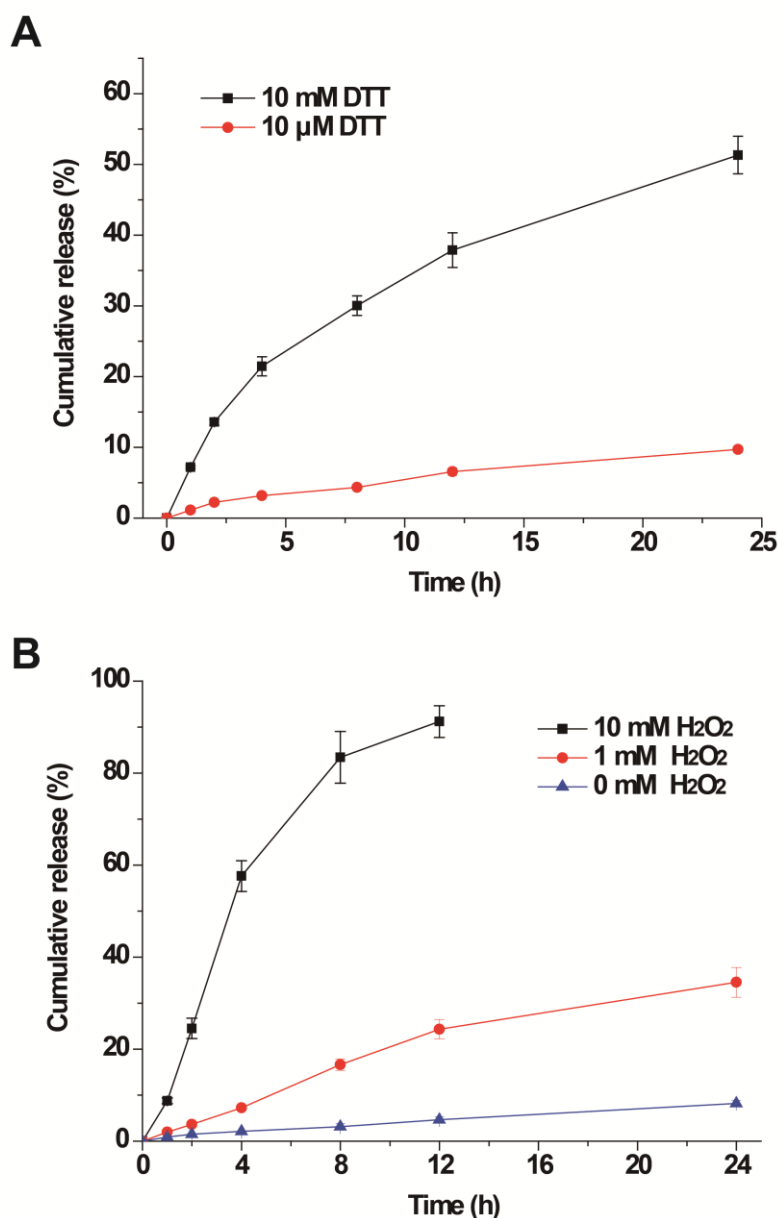 A
10 mM DTT
10 µM DTT
Cumulative release (%)
60
50
40
30
20
10
0
0 5 10 15 20 25
Time (h)
B
10 mM H2O2
1 mM H2O2
0 mM H2O2
Cumulative release (%)
100
80
60
40
20
0
0 4 8 12 16 20 24
Time (h)